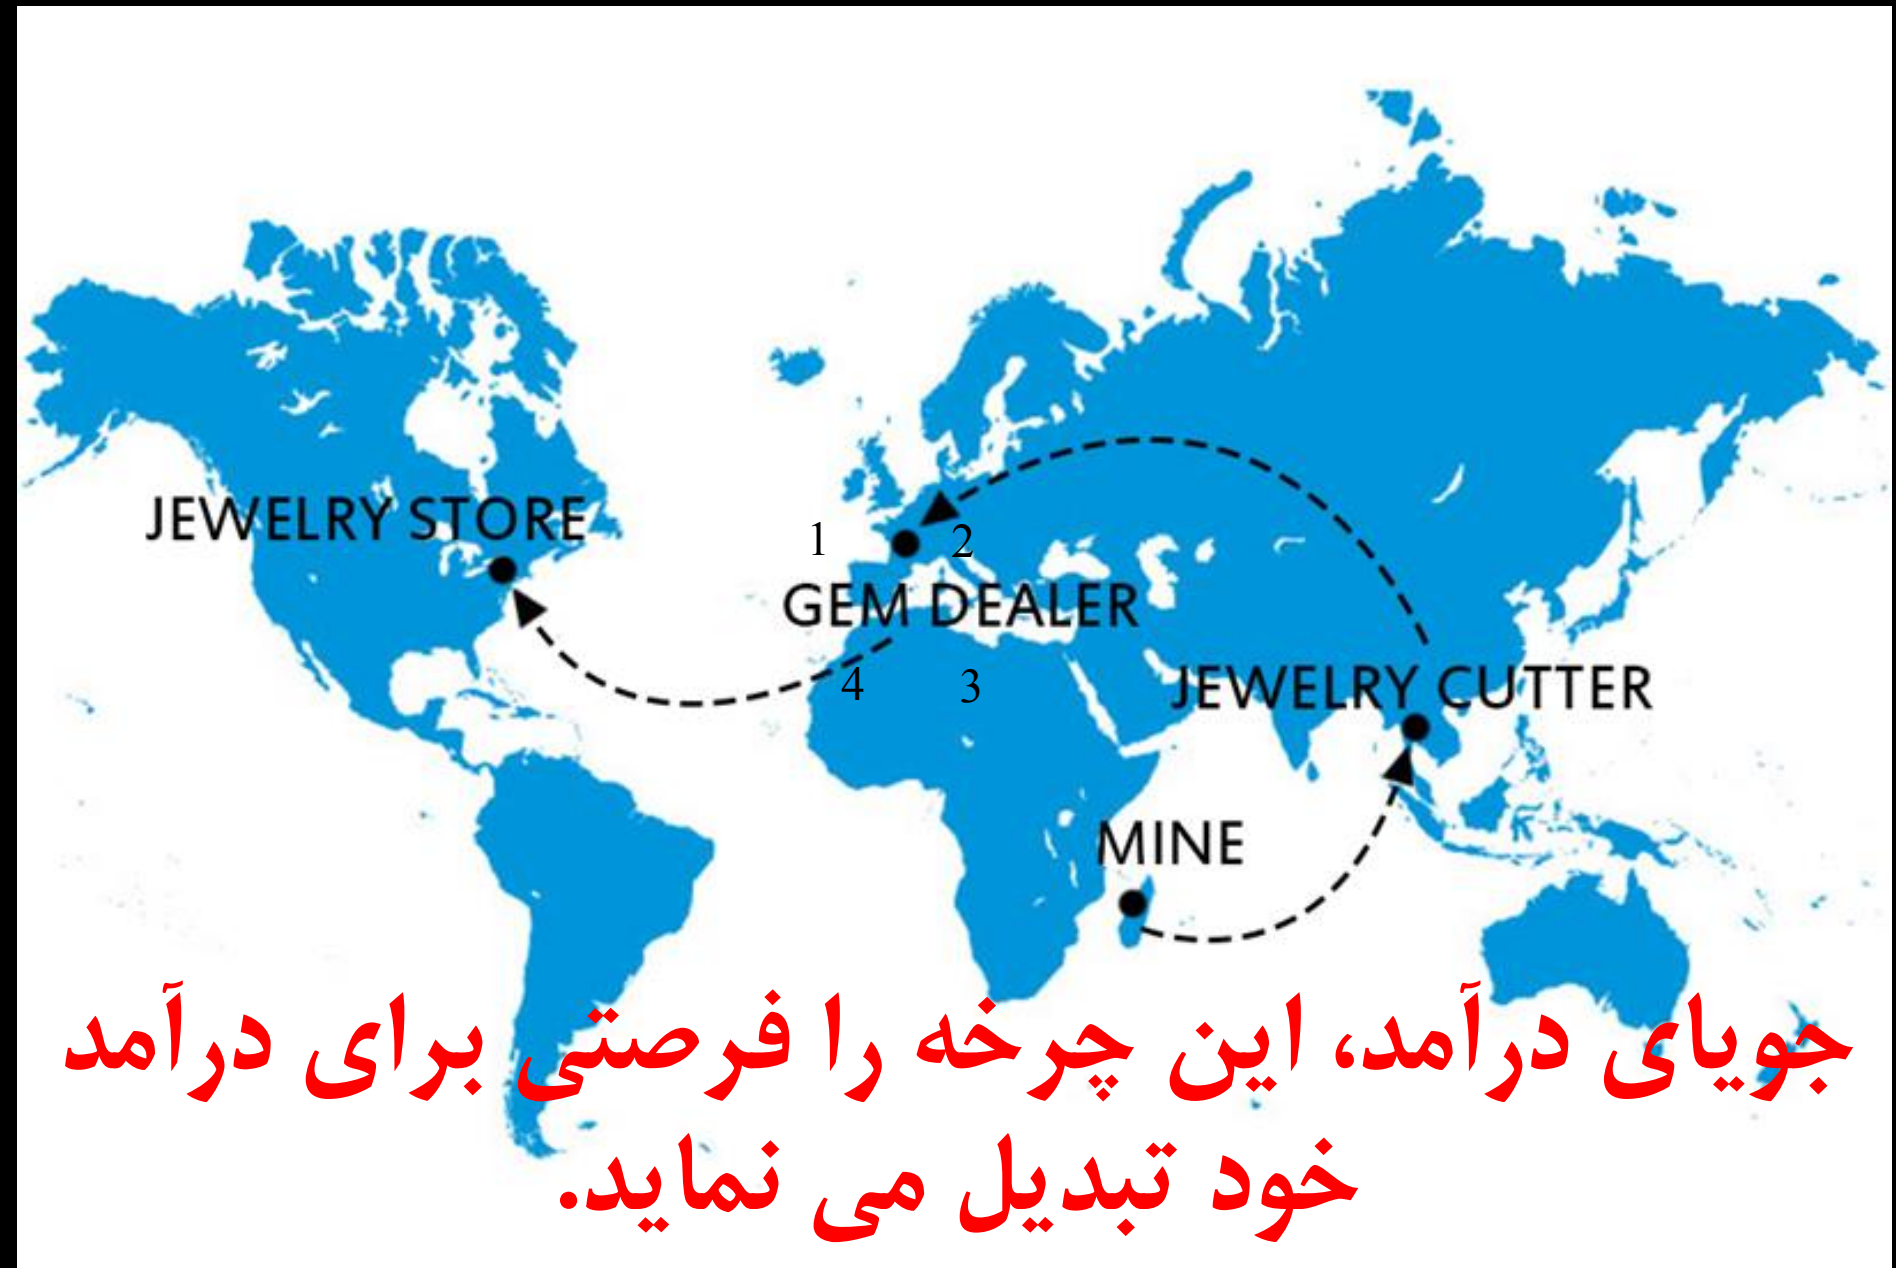 JEWELRY STORE
1
2
GEM DEALER
4
3
JEWELRY CUTTER
MINE
جویای درآمد، این چرخه را فرصتی برای درآمد
خود تبدیل می نماید.